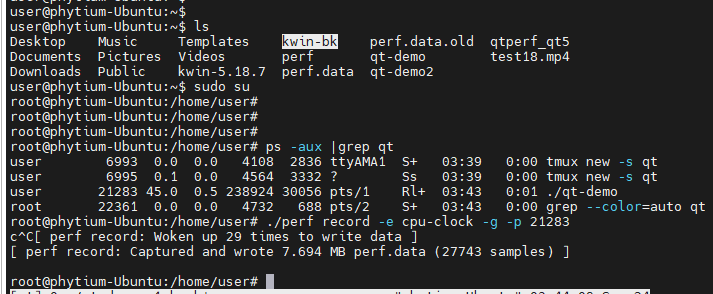 user@phytium-Ubuntu:~$
user@phytium-Ubuntu:~$
user@phytium-Ubuntu:~$ ls
Desktop    Music     Templates    kwin-bk    perf.data.old  qtperf_qt5
Documents  Pictures  Videos       perf       qt-demo        test18.mp4
Downloads  Public    kwin-5.18.7  perf.data  qt-demo2
user@phytium-Ubuntu:~$ sudo su
root@phytium-Ubuntu:/home/user#
root@phytium-Ubuntu:/home/user#
root@phytium-Ubuntu:/home/user#
root@phytium-Ubuntu:/home/user# ps -aux |grep qt
user        6993  0.0  0.0   4108  2836 ttyAMA1  S+   03:39   0:00 tmux new -s qt
user        6995  0.1  0.0   4564  3332 ?        Ss   03:39   0:00 tmux new -s qt
user       21283 45.0  0.5 238924 30056 pts/1    Rl+  03:43   0:01 ./qt-demo
root       22361  0.0  0.0   4732   688 pts/2    S+   03:43   0:00 grep --color=auto qt
root@phytium-Ubuntu:/home/user# ./perf record -e cpu-clock -g -p 21283
c^C[ perf record: Woken up 29 times to write data ]
[ perf record: Captured and wrote 7.694 MB perf.data (27743 samples) ]
root@phytium-Ubuntu:/home/user#